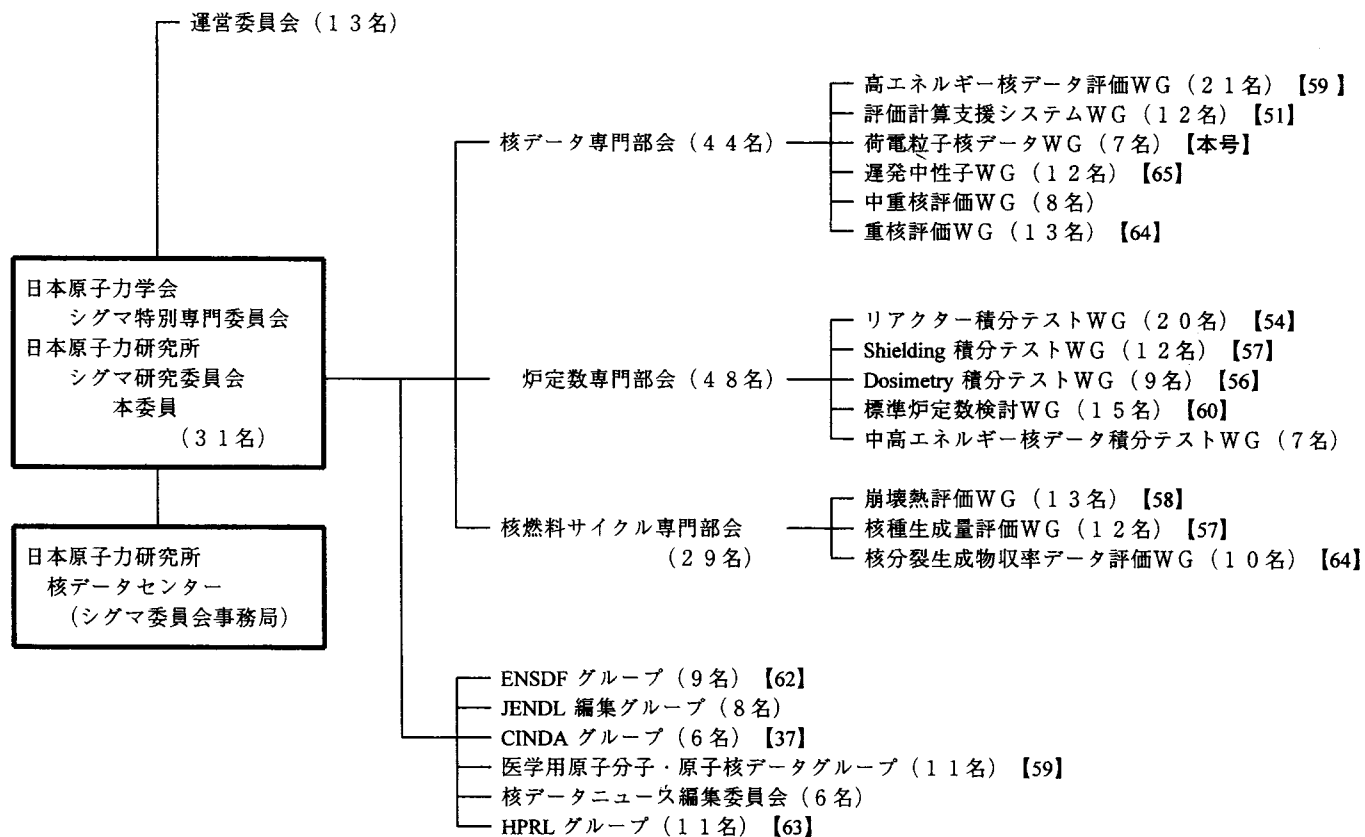 運営委員会(13名)
日本原子力学会
シグマ特別専門委員会
日本原子力研究所
シグマ研究委員会
本委員
(31名)
日本原子力研究所
核データセンター
(シグマ委員会事務局)
核データ専門部会(44名)
高エネルギー核データ評価WG(21名)【59】
評価計算支援システムWG(12名)【51】
荷電粒子核データWG(7名)【本号】
遅発中性子WG(12名)【65】
中重核評価WG(8名)
重核評価WG(13名)【64】
炉定数専門部会(48名)
リアクター積分テストWG(20名)【54】
Shielding 積分テストWG(12名)【57】
Dosimetry 積分テストWG(9名)【56】
標準炉定数検討WG(15名)【60】
中高エネルギー核データ積分テストWG(7名)
核燃料サイクル専門部会
(29名)
崩壊熱評価WG(13名)【58】
核種生成量評価WG(12名)【57】
核分裂生成物収率データ評価WG(10名)【64】
ENSDF グループ(9名)【62】
JENDL 編集グループ(8名)
CINDA グループ(6名)【37】
医学用原子分子・原子核データグループ(11名)【59】
核データニュース編集委員会(6名)
HPRL グループ(11名)【63】